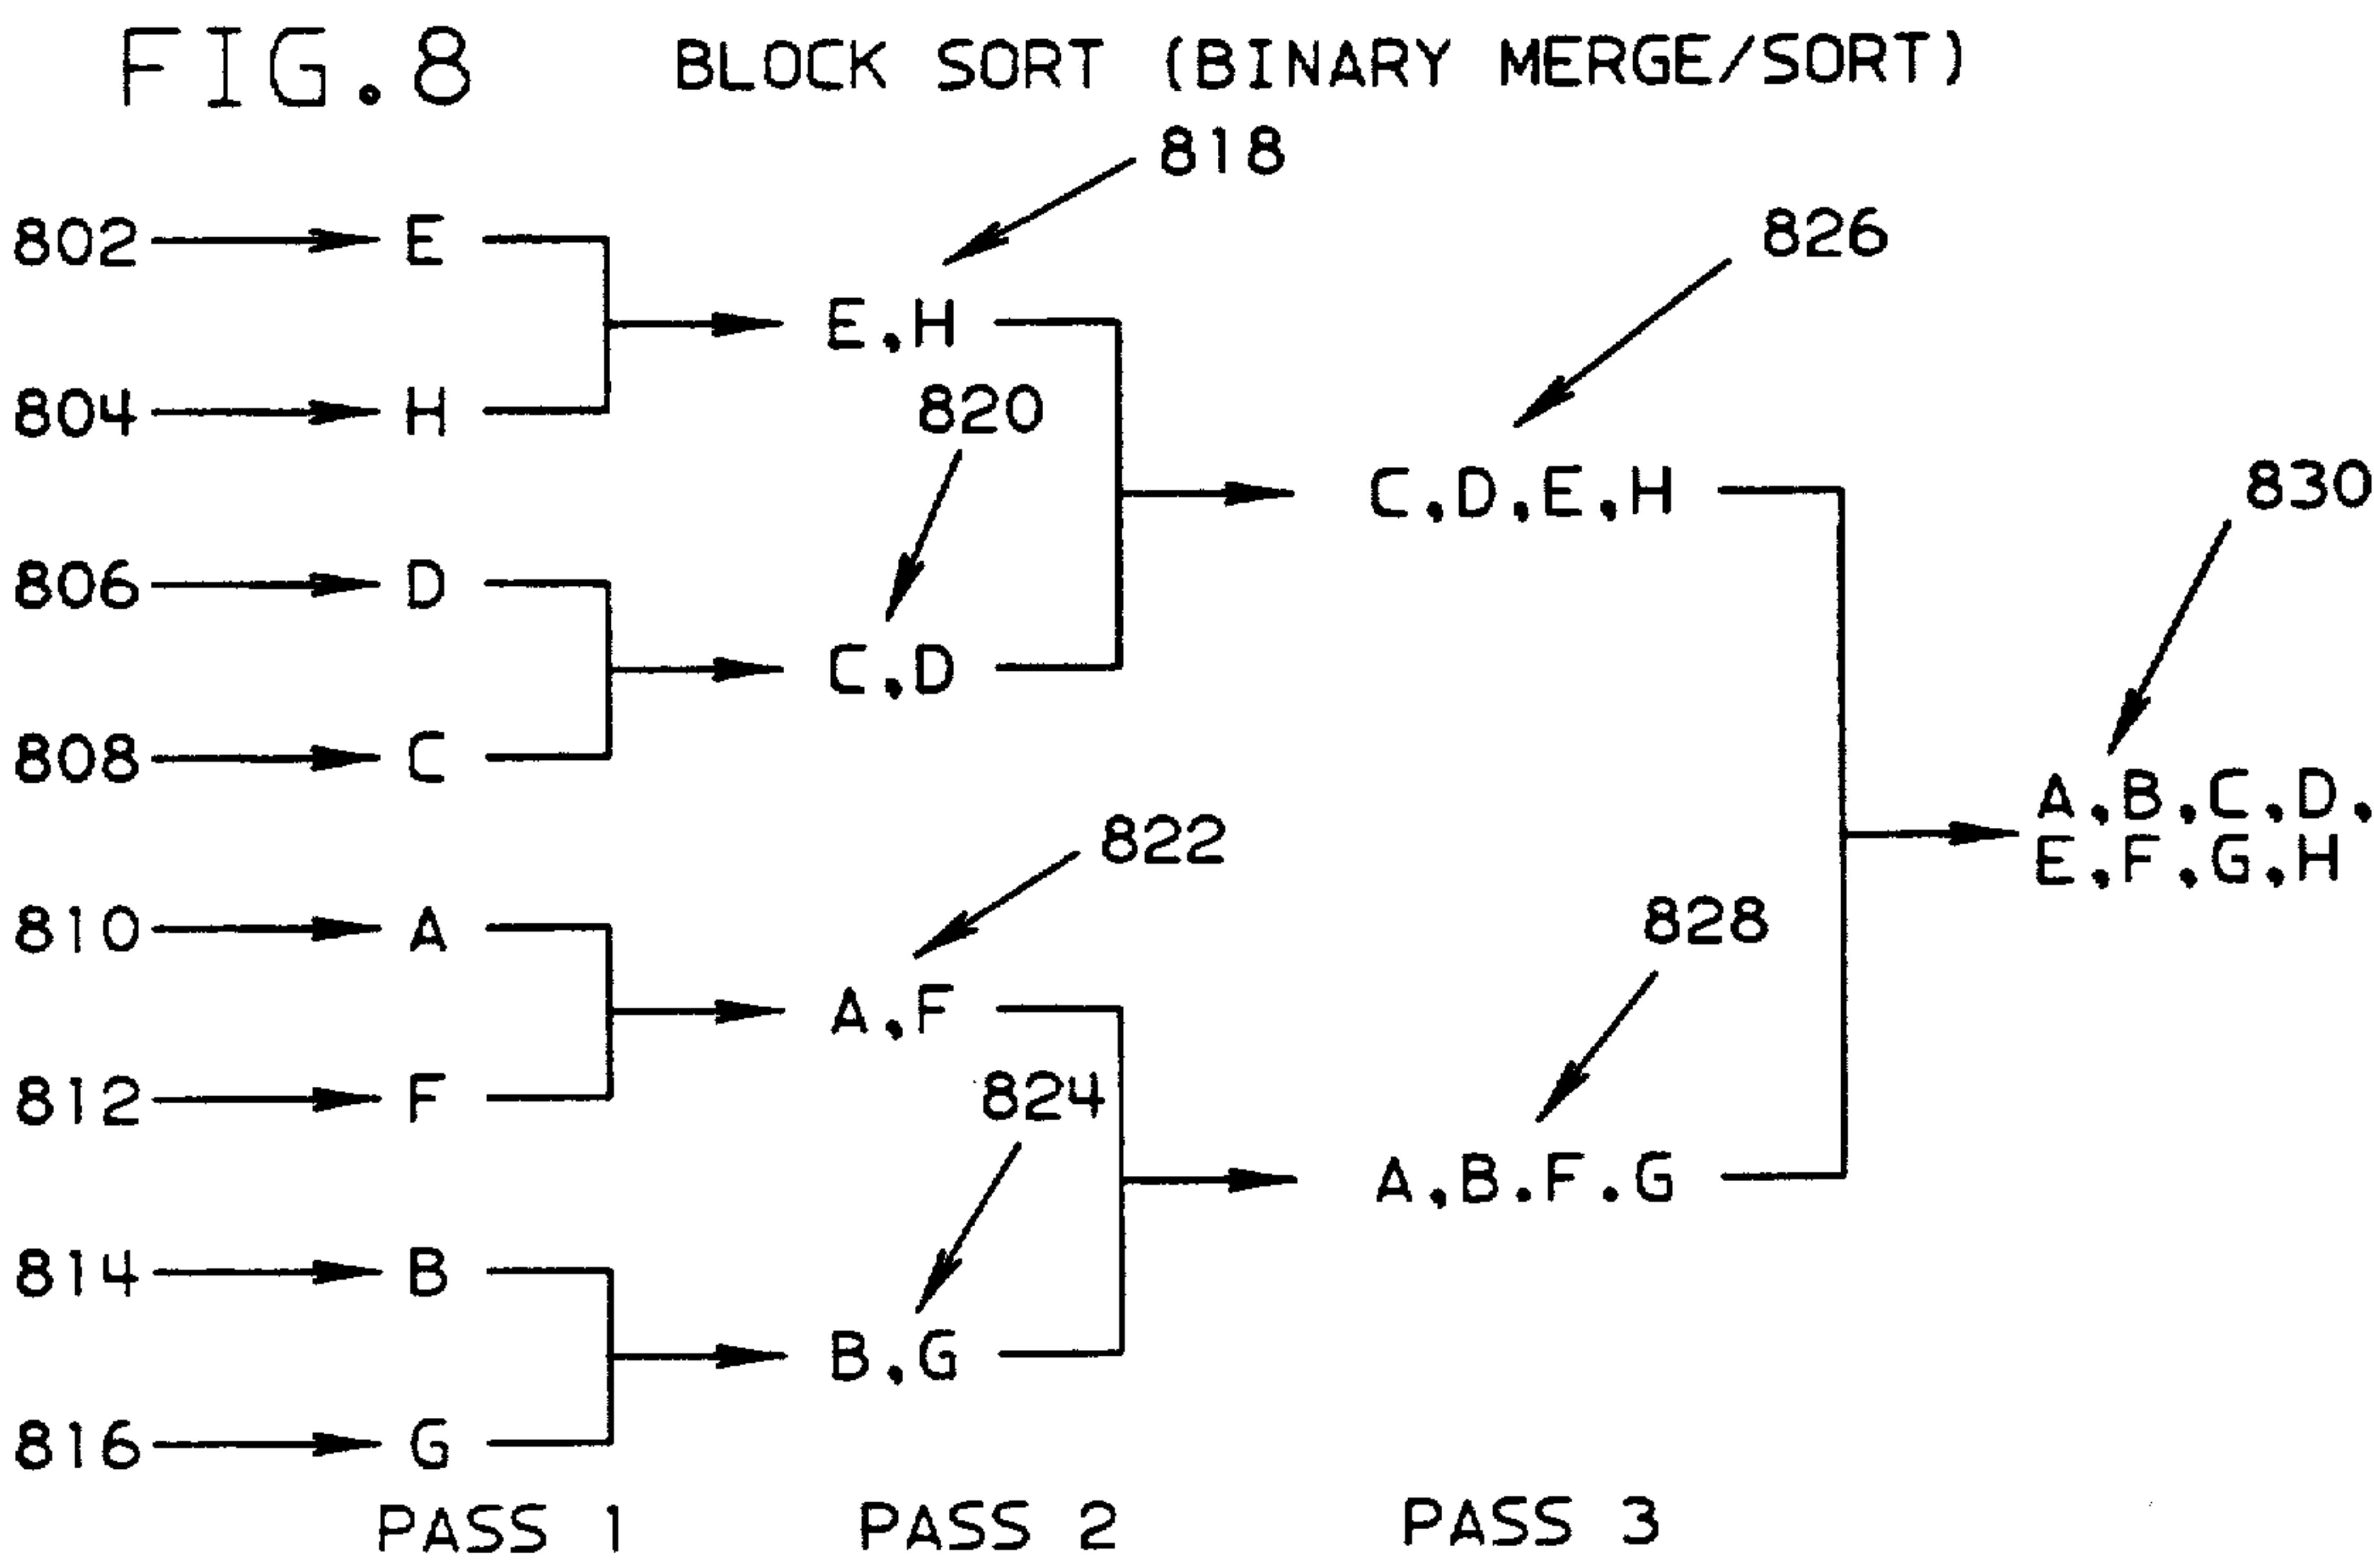 FIG.8 BLOCK SORT (BINARY MERGE/SORT)
818
826
802 E
E,H
804 H
820
C,D,E,H
830
806 D
C,D
808 C
A,B,C,D,
E,F,G,H
822
810 A
828
A,F
812 F
824
A,B.F.G
814 B
B,G
816 G
PASS 1 PASS 2 PASS 3